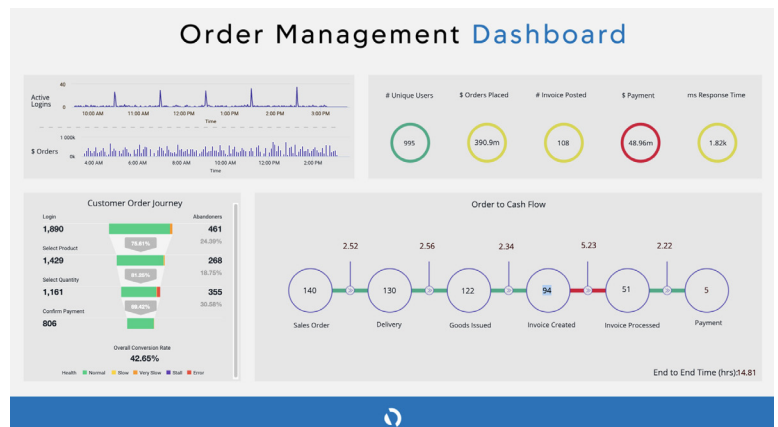 Order Management Dashboard
Active
Logins
40
0
10:00 AM 11:00 AM 12:00 PM 1:00 PM 2:00 PM 3:00 PM
Time
$ Orders
1 000k
0k
4:00 AM 6:00 AM 8:00 AM 10:00 AM 12:00 PM 2:00 PM
Time
# Unique Users $ Orders Placed # Invoice Posted $ Payment ms Response Time
995 390.9m 108 48.96m 1.82k
Customer Order Journey
Login Abandoners
1,890 461
24.39%
Select Product
1,429 268
18.75%
Select Quantity
1,161 355
30.58%
Confirm Payment
806
Overall Conversion Rate
42.65%
Health: Normal Slow Very Slow Stall Error
Order to Cash Flow
2.52 2.56 2.34 5.23 2.22
140 130 122 94 51 5
Sales Order Delivery Goods Issued Invoice Created Invoice Processed Payment
End to End Time (hrs):14.81